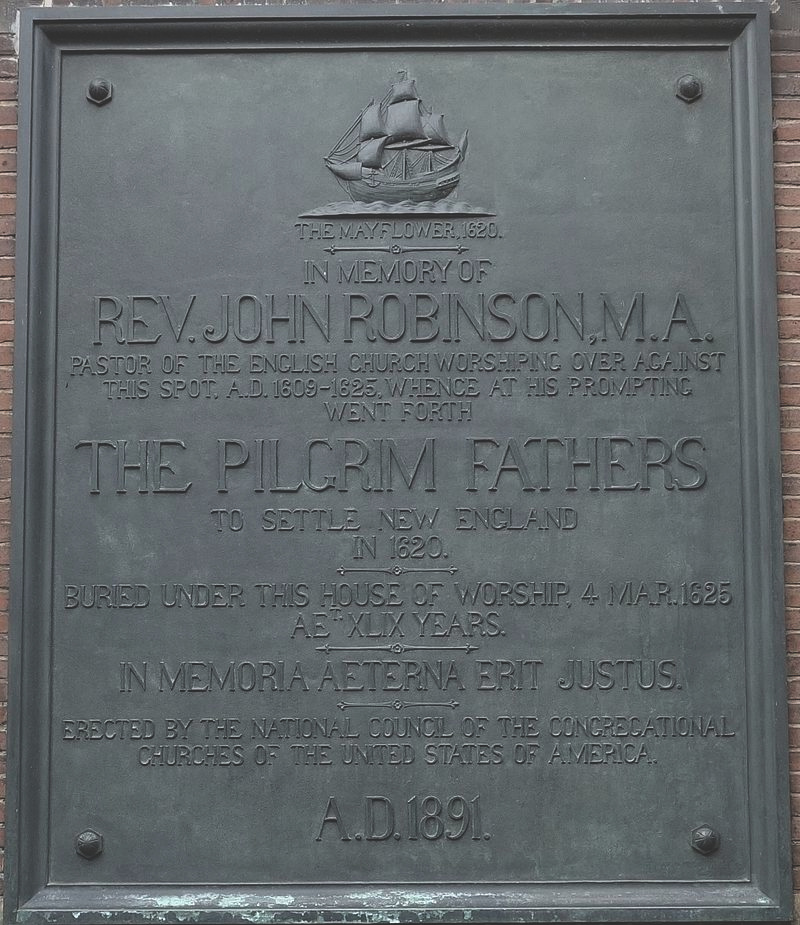 THE MAYFLOWER, 1620.
IN MEMORY OF
REV. JOHN ROBINSON, M.A.
PASTOR OF THE ENGLISH CHURCH WORSHIPING OVER AGAINST
THIS SPOT, A.D. 1609-1625, WHENCE AT HIS PROMPTING
WENT FORTH
THE PILGRIM FATHERS
TO SETTLE NEW ENGLAND
IN 1620.
BURIED UNDER THIS HOUSE OF WORSHIP, 4 MAR. 1625
AET. XLIX YEARS.
IN MEMORIA AETERNA ERIT JUSTUS.
ERECTED BY THE NATIONAL COUNCIL OF THE CONGREGATIONAL
CHURCHES OF THE UNITED STATES OF AMERICA.
A.D. 1891.